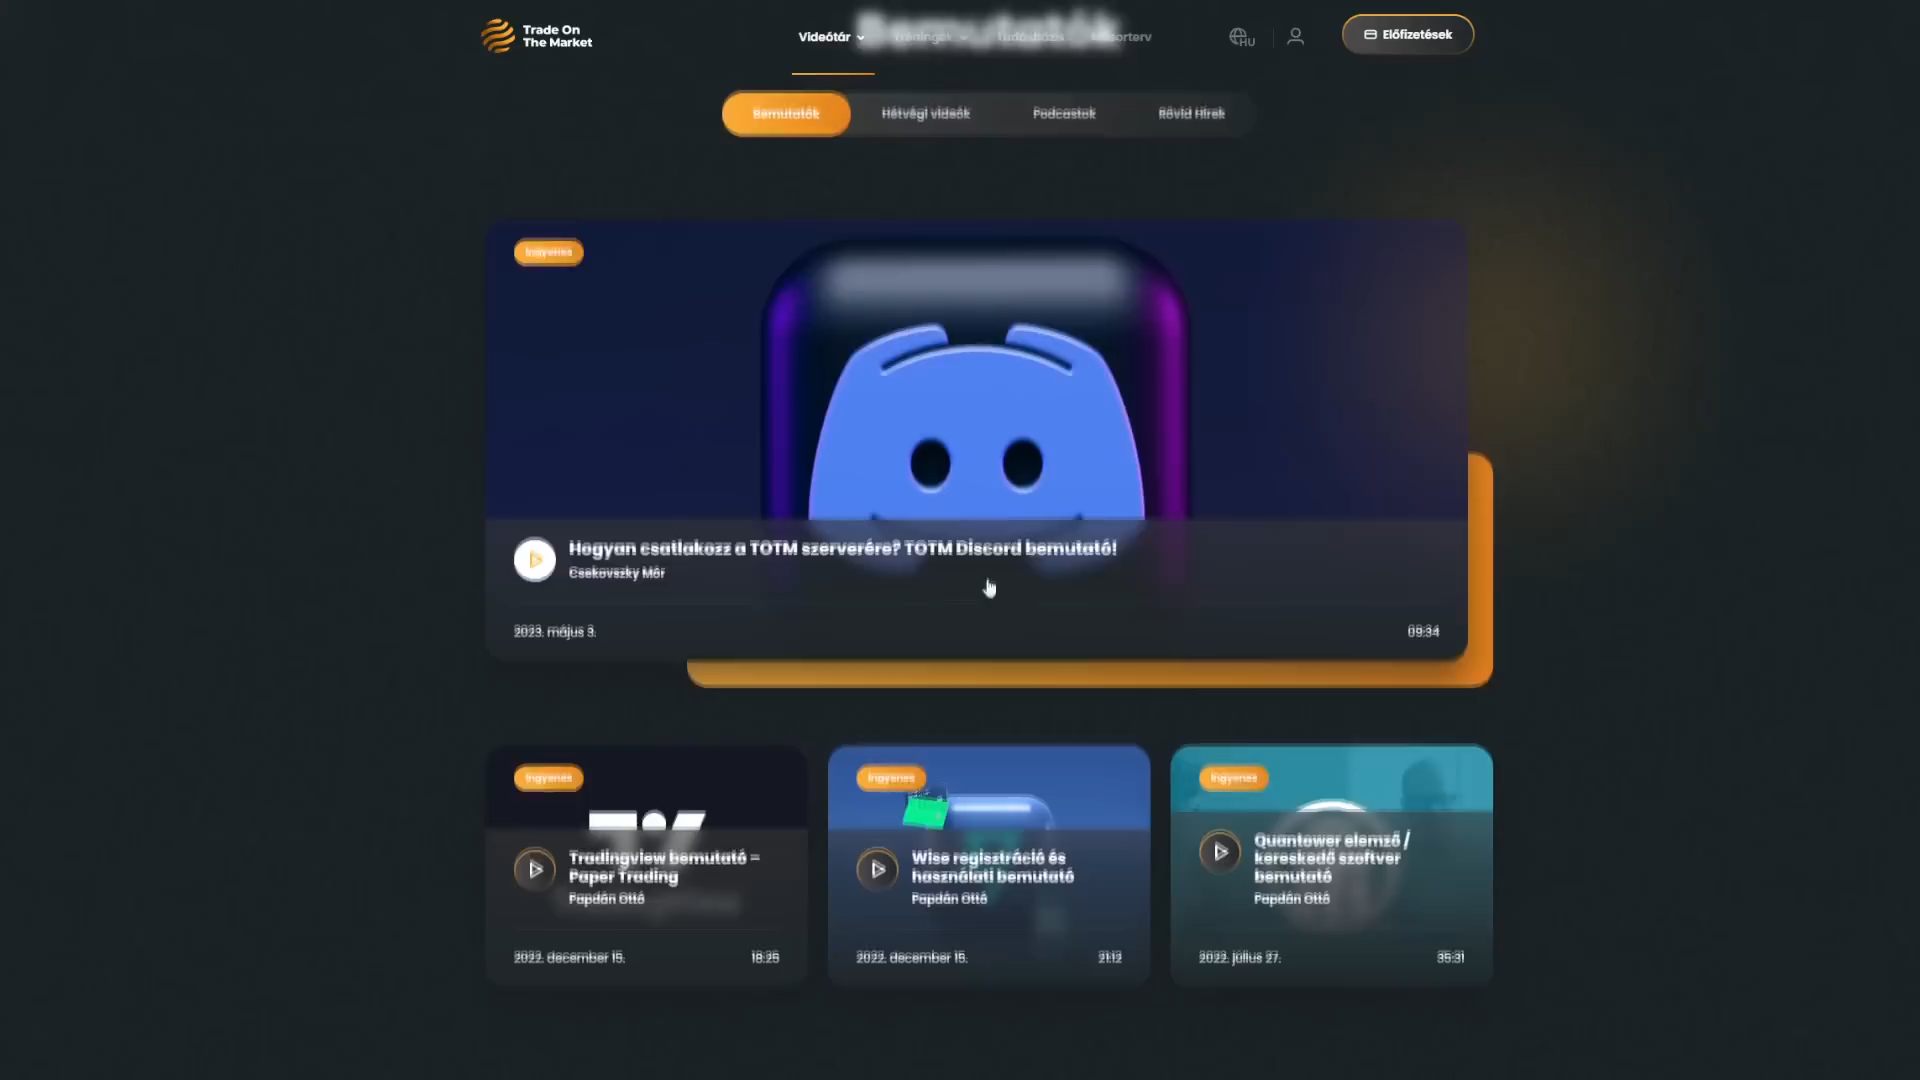 Trade On
The Market
Videótár
Előfizetések
HU
Bemutatók
Bemutatók
Hétvégi videók
Podcastok
Rövid Hírek
Ingyenes
Hogyan csatlakozz a TOTM szerverére? TOTM Discord bemutató!
Csekovszky Mór
2023. május 3.
09:34
Ingyenes
Tradingview bemutató -
Paper Trading
Papdán Ottó
2022. december 15.
18:25
Ingyenes
Wise regisztráció és
használati bemutató
Papdán Ottó
2022. december 15.
21:12
Ingyenes
Quantower elemző /
kereskedő szoftver
bemutató
Papdán Ottó
2022. július 27.
35:31